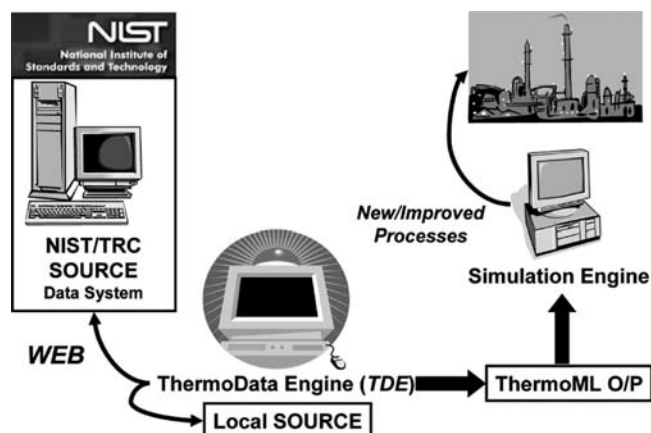 NIST
National Institute of
Standards and Technology
NIST/TRC
SOURCE
Data System
WEB
ThermoData Engine (TDE)
Local SOURCE
New/Improved
Processes
Simulation Engine
ThermoML O/P